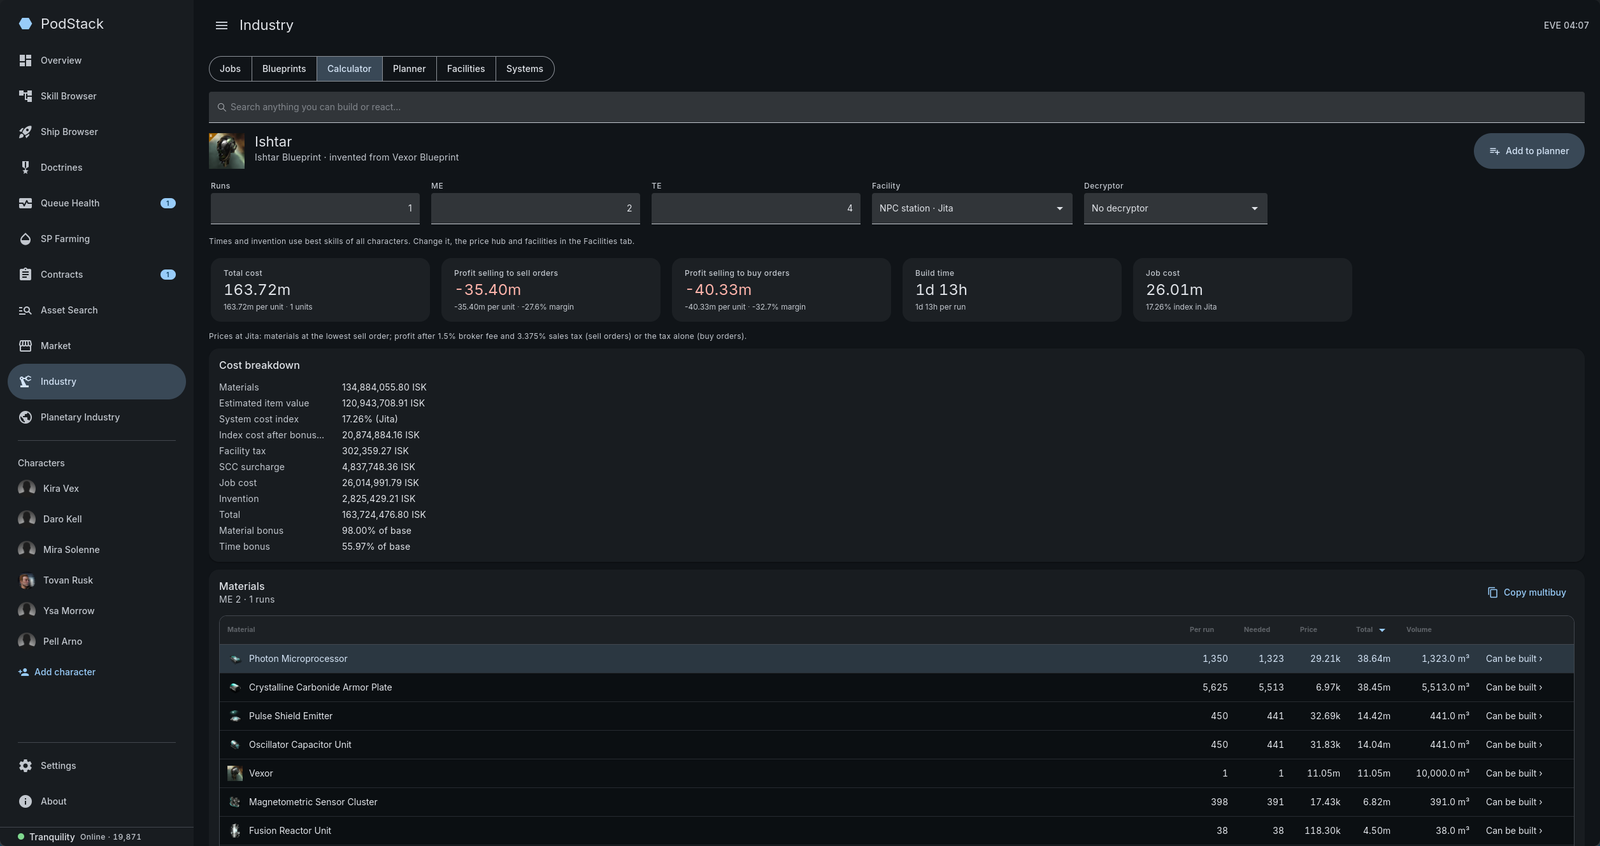 PodStack
Industry
EVE 04:07
Overview
Skill Browser
Ship Browser
Doctrines
Queue Health 1
SP Farming
Contracts 1
Asset Search
Market
Industry
Planetary Industry
Characters
Kira Vex
Daro Kell
Mira Solenne
Tovan Rusk
Ysa Morrow
Pell Arno
Add character
Settings
About
Tranquility Online · 19,871
Jobs Blueprints Calculator Planner Facilities Systems
Search anything you can build or react...
Ishtar
Ishtar Blueprint · invented from Vexor Blueprint
Add to planner
Runs ME TE Facility Decryptor
1 2 4 NPC station · Jita No decryptor
Times and invention use best skills of all characters. Change it, the price hub and facilities in the Facilities tab.
Total cost
163.72m
163.72m per unit · 1 units
Profit selling to sell orders
-35.40m
-35.40m per unit · -27.6% margin
Profit selling to buy orders
-40.33m
-40.33m per unit · -32.7% margin
Build time
1d 13h
1d 13h per run
Job cost
26.01m
17.26% index in Jita
Prices at Jita: materials at the lowest sell order; profit after 1.5% broker fee and 3.375% sales tax (sell orders) or the tax alone (buy orders).
Cost breakdown
Materials 134,884,055.80 ISK
Estimated item value 120,943,708.91 ISK
System cost index 17.26% (Jita)
Index cost after bonus... 20,874,884.16 ISK
Facility tax 302,359.27 ISK
SCC surcharge 4,837,748.36 ISK
Job cost 26,014,991.79 ISK
Invention 2,825,429.21 ISK
Total 163,724,476.80 ISK
Material bonus 98.00% of base
Time bonus 55.97% of base
Materials
ME 2 · 1 runs
Copy multibuy
Material Per run Needed Price Total Volume
Photon Microprocessor 1,350 1,323 29.21k 38.64m 1,323.0 m³ Can be built ›
Crystalline Carbonide Armor Plate 5,625 5,513 6.97k 38.45m 5,513.0 m³ Can be built ›
Pulse Shield Emitter 450 441 32.69k 14.42m 441.0 m³ Can be built ›
Oscillator Capacitor Unit 450 441 31.83k 14.04m 441.0 m³ Can be built ›
Vexor 1 1 11.05m 11.05m 10,000.0 m³ Can be built ›
Magnetometric Sensor Cluster 398 391 17.43k 6.82m 391.0 m³ Can be built ›
Fusion Reactor Unit 38 38 118.30k 4.50m 38.0 m³ Can be built ›